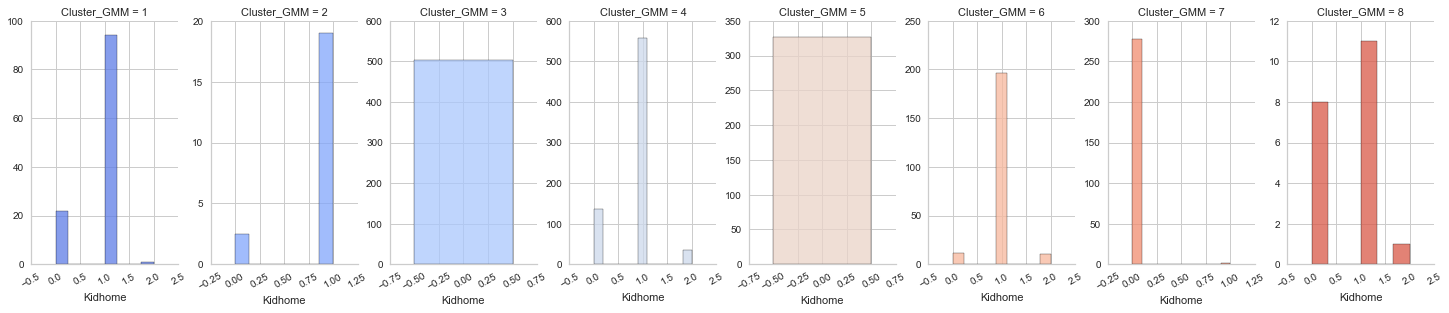 Cluster_GMM = 1
100
80
60
40
20
0
−0.5 0.0 0.5 1.0 1.5 2.0 2.5
Kidhome
Cluster_GMM = 2
20
15
10
5
0
−0.25 0.00 0.25 0.50 0.75 1.00 1.25
Kidhome
Cluster_GMM = 3
600
500
400
300
200
100
0
−0.75 −0.50 −0.25 0.00 0.25 0.50 0.75
Kidhome
Cluster_GMM = 4
600
500
400
300
200
100
0
−0.5 0.0 0.5 1.0 1.5 2.0 2.5
Kidhome
Cluster_GMM = 5
350
300
250
200
150
100
50
0
−0.75 −0.50 −0.25 0.00 0.25 0.50 0.75
Kidhome
Cluster_GMM = 6
250
200
150
100
50
0
−0.5 0.0 0.5 1.0 1.5 2.0 2.5
Kidhome
Cluster_GMM = 7
300
250
200
150
100
50
0
−0.25 0.00 0.25 0.50 0.75 1.00 1.25
Kidhome
Cluster_GMM = 8
12
10
8
6
4
2
0
−0.5 0.0 0.5 1.0 1.5 2.0 2.5
Kidhome